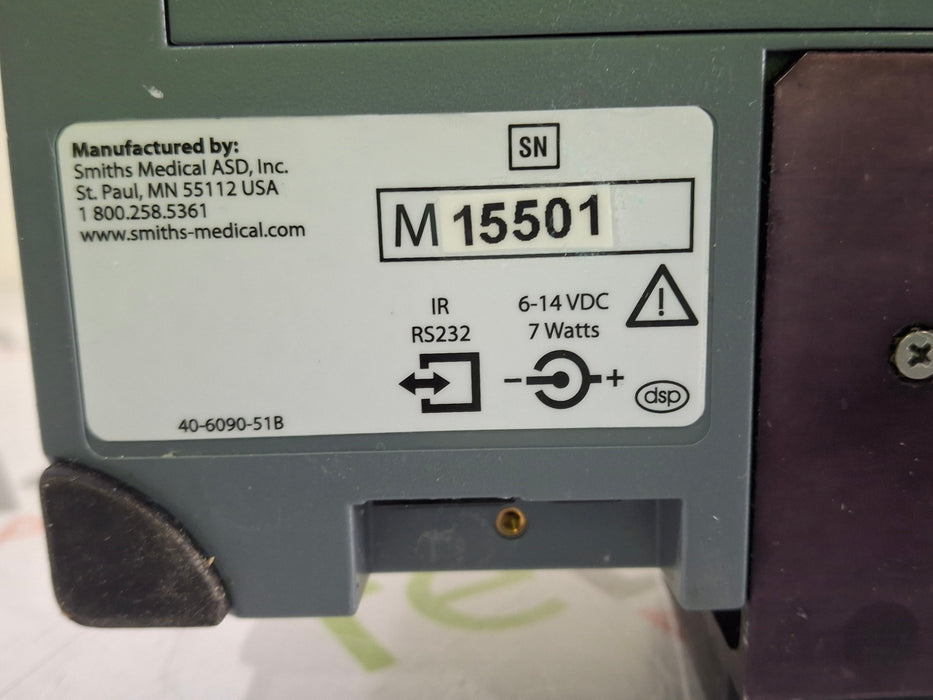 Manufactured by:
Smiths Medical ASD, Inc.
St. Paul, MN 55112 USA
1 800.258.5361
www.smiths-medical.com
SN
M 15501
IR
RS232
6-14 VDC
7 Watts
- +
dsp
40-6090-51B